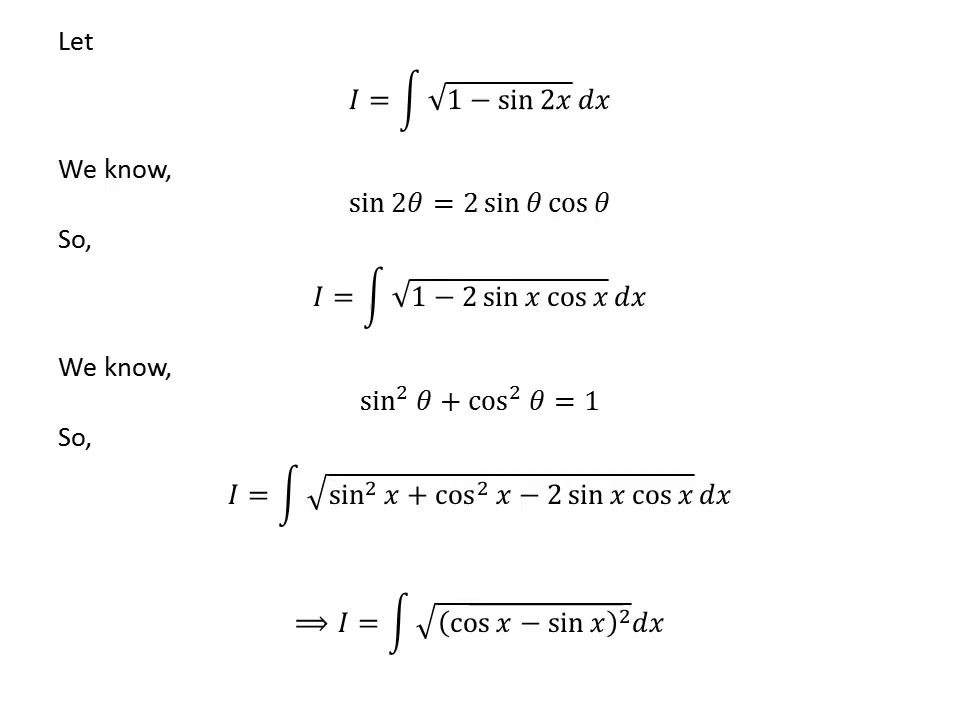 Let
I = ∫ √(1 − sin 2x) dx
We know,
sin 2θ = 2 sin θ cos θ
So,
I = ∫ √(1 − 2 sin x cos x) dx
We know,
sin² θ + cos² θ = 1
So,
I = ∫ √(sin² x + cos² x − 2 sin x cos x) dx
⟹ I = ∫ √((cos x − sin x)²) dx